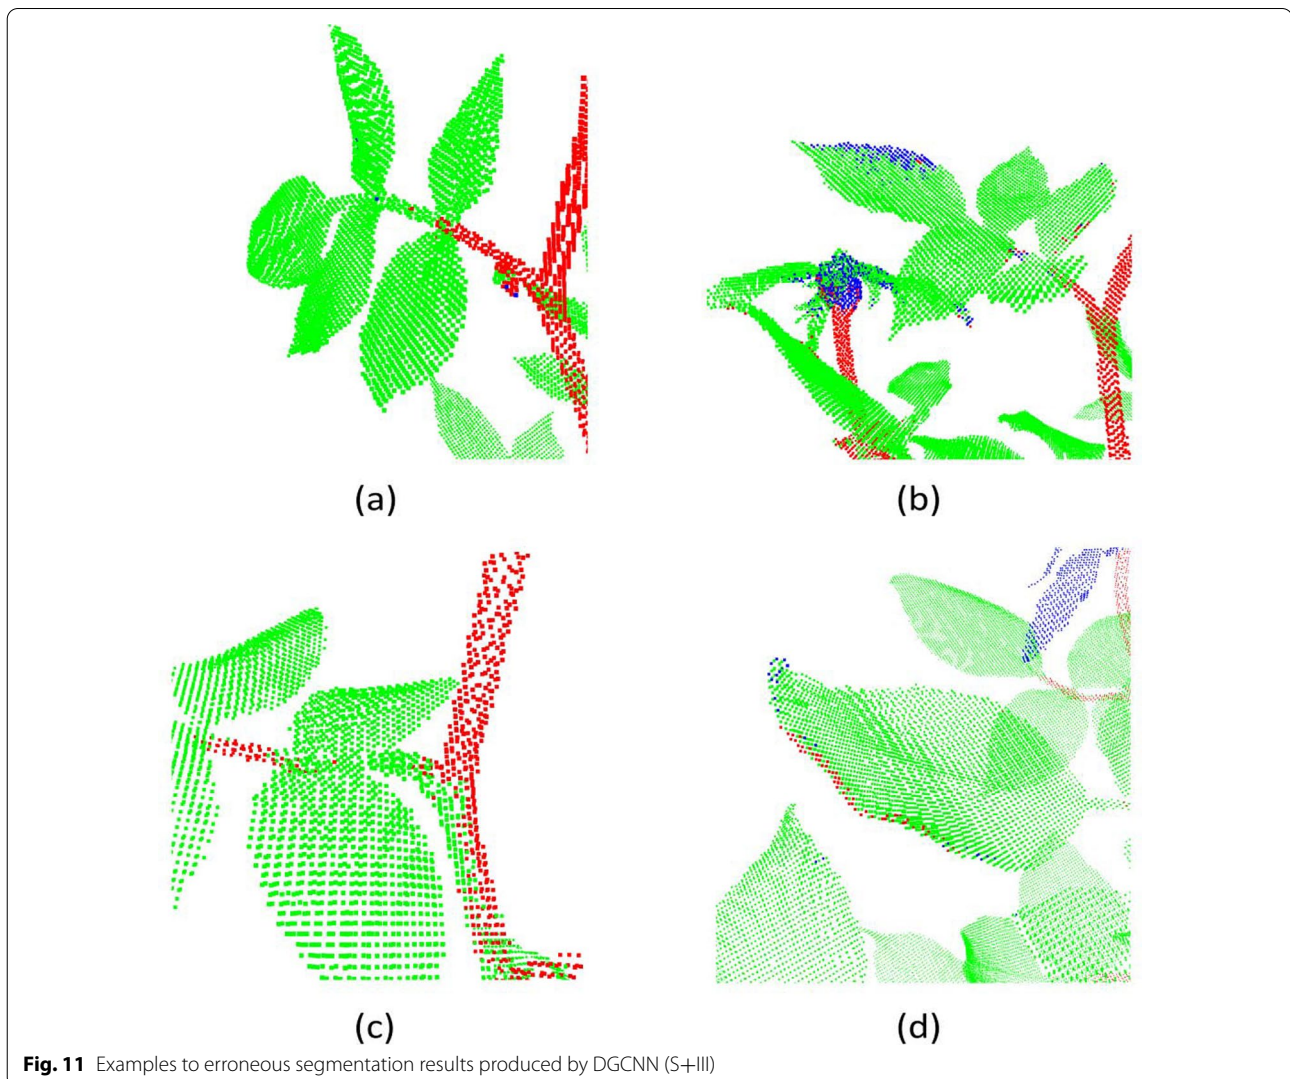 (a)
(b)
(c)
(d)
Fig. 11 Examples to erroneous segmentation results produced by DGCNN (S+III)